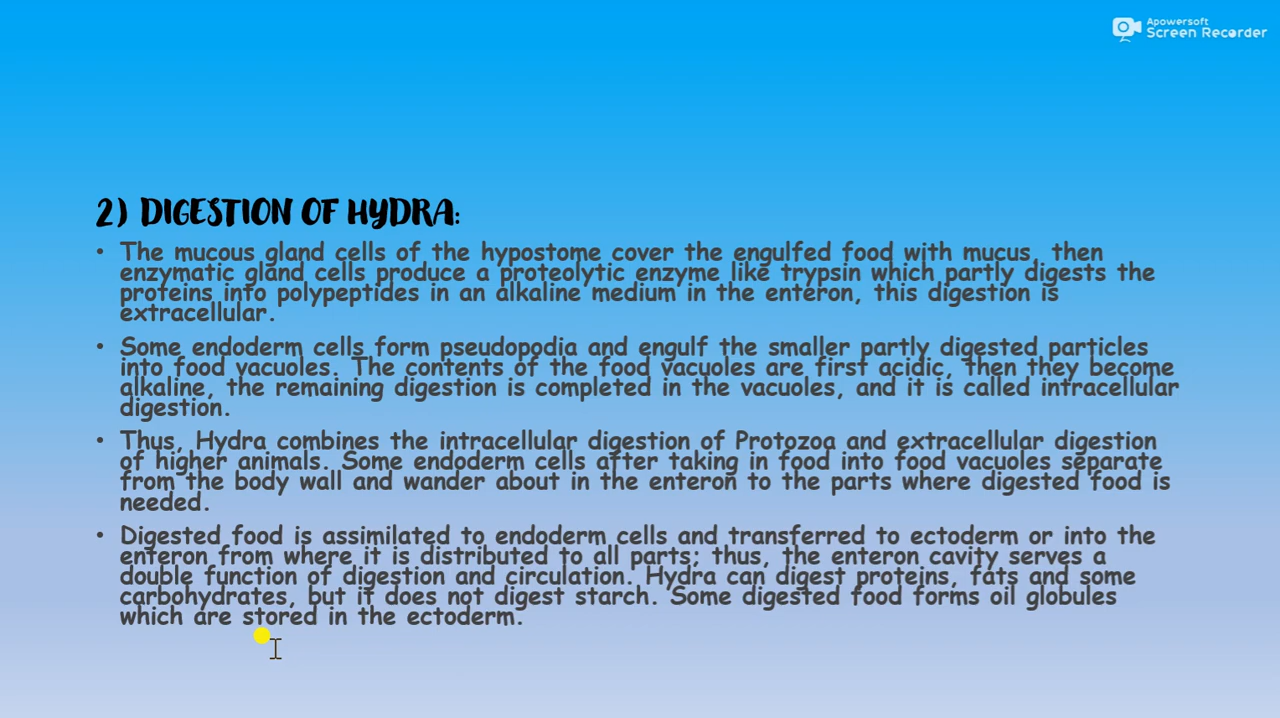 Apowersoft
Screen Recorder
2) DIGESTION OF HYDRA:
• The mucous gland cells of the hypostome cover the engulfed food with mucus, then
enzymatic gland cells produce a proteolytic enzyme like trypsin which partly digests the
proteins into polypeptides in an alkaline medium in the enteron, this digestion is
extracellular.
• Some endoderm cells form pseudopodia and engulf the smaller partly digested particles
into food vacuoles. The contents of the food vacuoles are first acidic, then they become
alkaline, the remaining digestion is completed in the vacuoles, and it is called intracellular
digestion.
• Thus, Hydra combines the intracellular digestion of Protozoa and extracellular digestion
of higher animals. Some endoderm cells after taking in food into food vacuoles separate
from the body wall and wander about in the enteron to the parts where digested food is
needed.
• Digested food is assimilated to endoderm cells and transferred to ectoderm or into the
enteron from where it is distributed to all parts; thus, the enteron cavity serves a
double function of digestion and circulation. Hydra can digest proteins, fats and some
carbohydrates, but it does not digest starch. Some digested food forms oil globules
which are stored in the ectoderm.